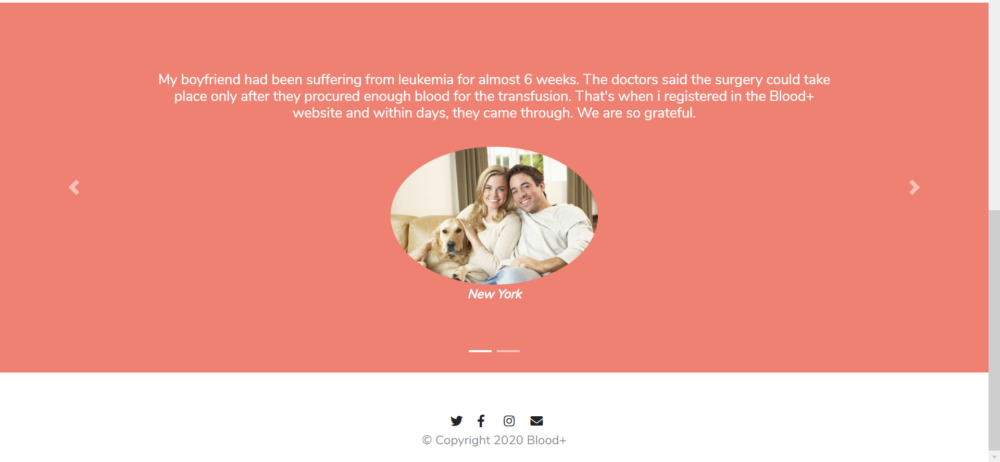 My boyfriend had been suffering from leukemia for almost 6 weeks. The doctors said the surgery could take
place only after they procured enough blood for the transfusion. That's when i registered in the Blood+
website and within days, they came through. We are so grateful.
New York
© Copyright 2020 Blood+